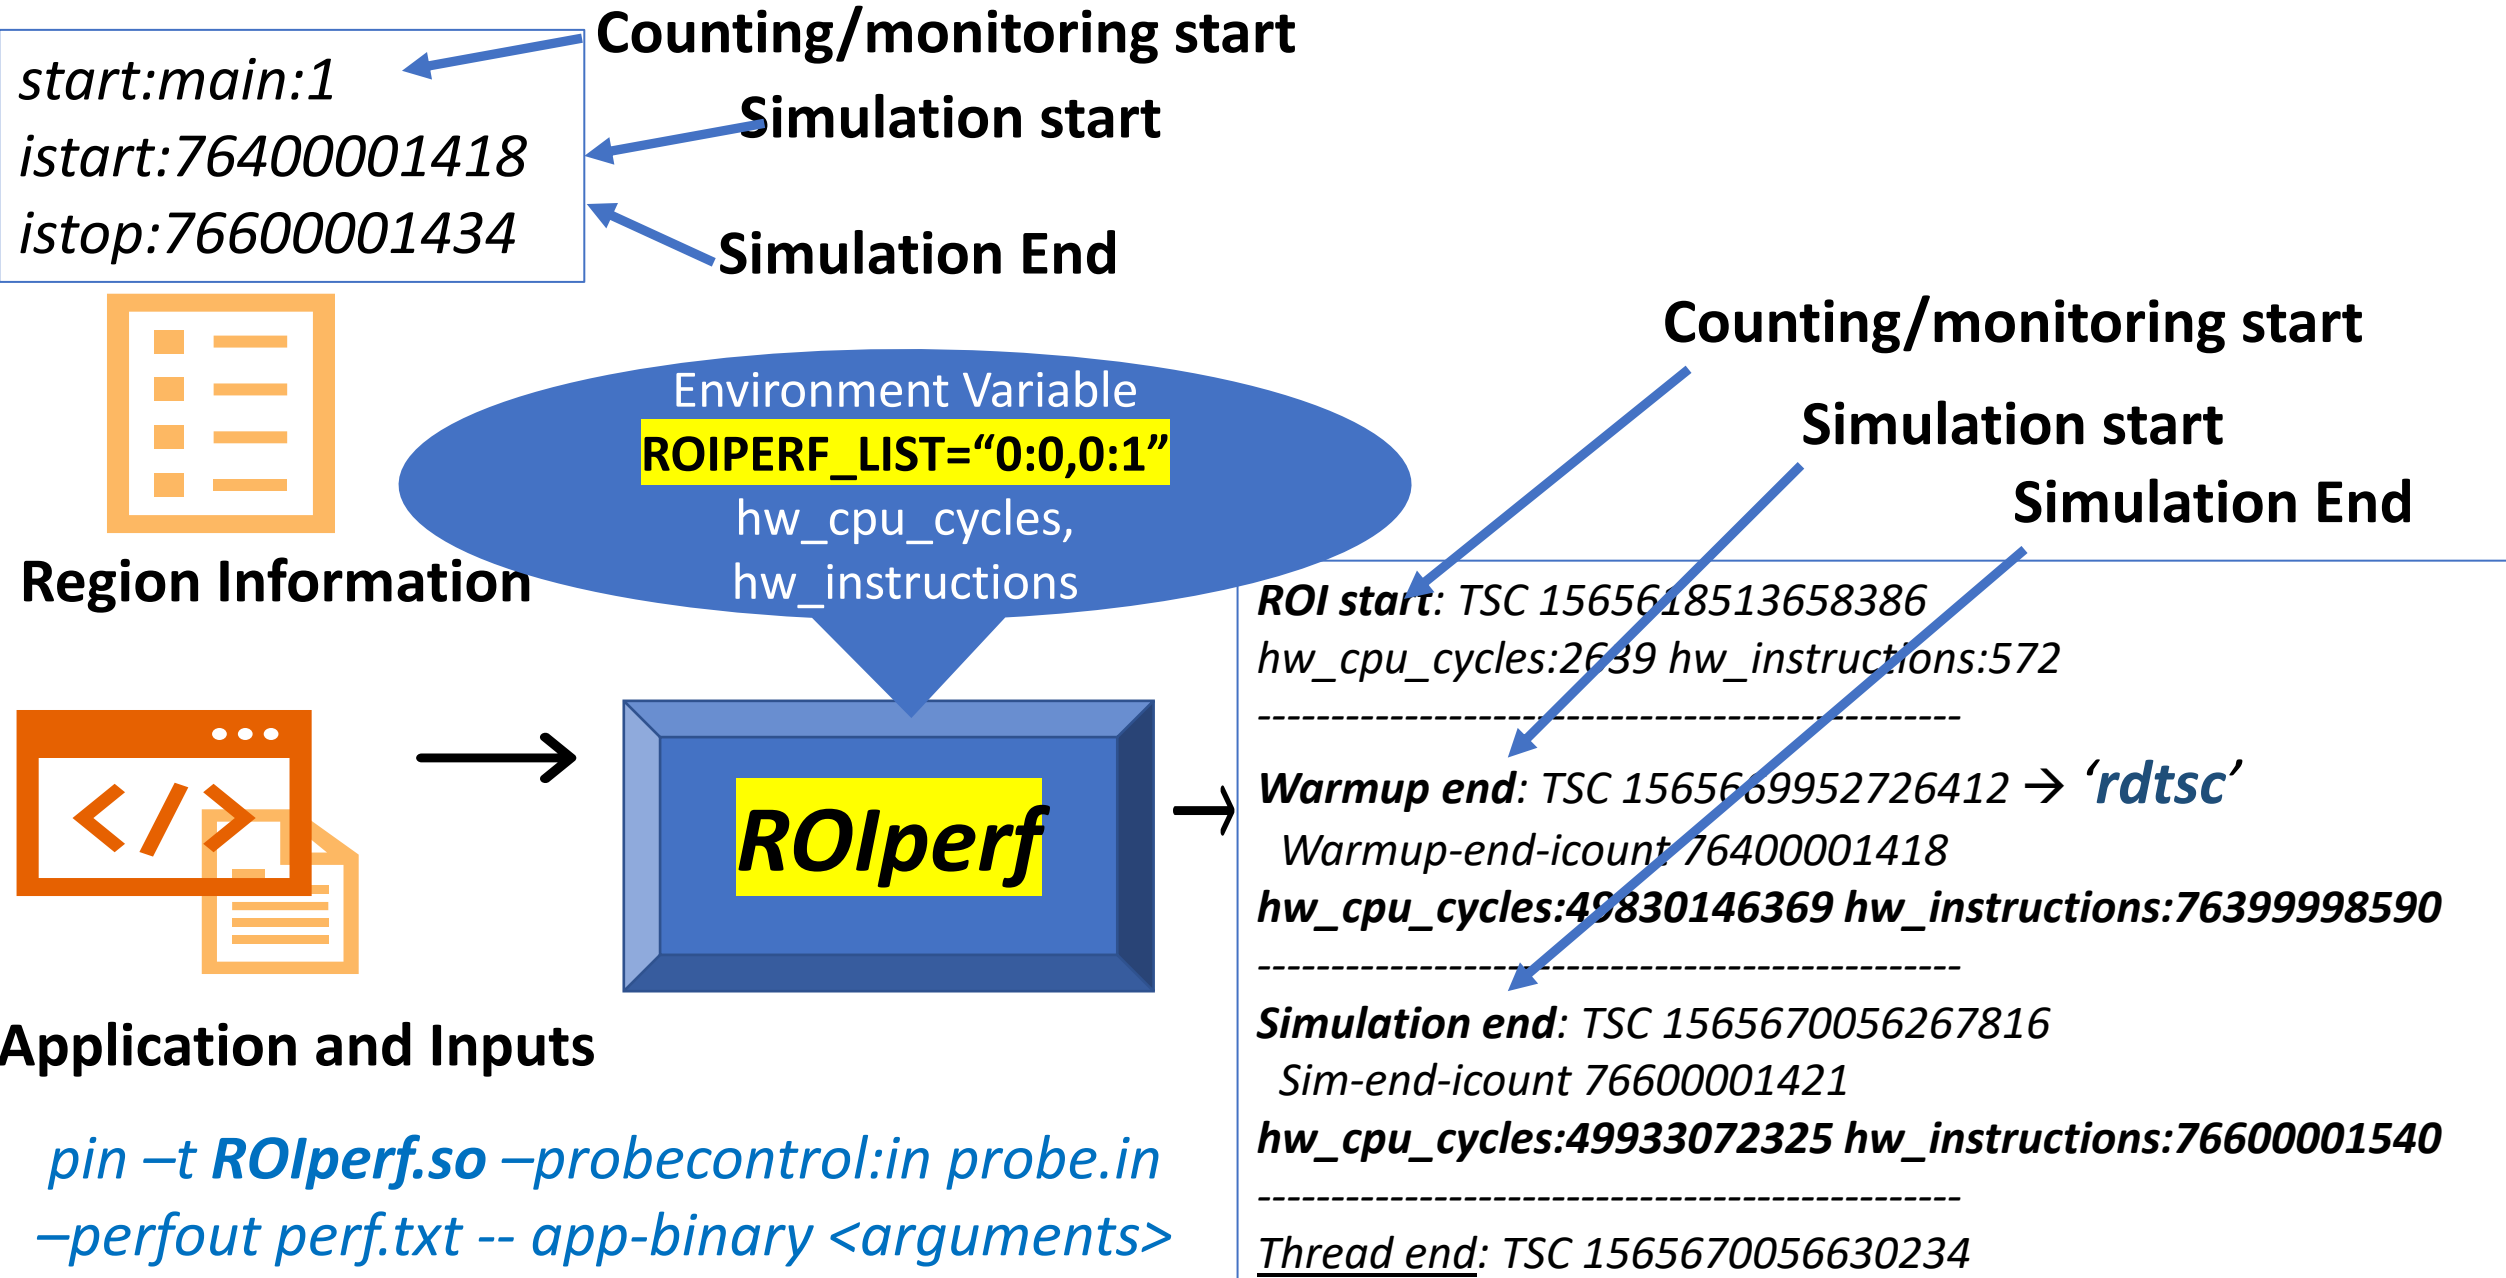 Counting/monitoring start
start:main:1
Simulation start
istart:76400001418
istop:76600001434
Simulation End
Region Information
Environment Variable
ROIPERF_LIST=“0:0,0:1”
hw_cpu_cycles,
hw_instructions
Counting/monitoring start
Simulation start
Simulation End
</>
Application and Inputs
ROIperf
pin –t ROIperf.so –probecontrol:in probe.in
–perfout perf.txt -- app-binary <arguments>
ROI start: TSC 1565618513658386
hw_cpu_cycles:2639 hw_instructions:572
------------------------------------------------
Warmup end: TSC 1565669952726412 → ‘rdtsc’
Warmup-end-icount 76400001418
hw_cpu_cycles:49830146369 hw_instructions:76399998590
------------------------------------------------
Simulation end: TSC 1565670056267816
Sim-end-icount 76600001421
hw_cpu_cycles:49933072325 hw_instructions:76600001540
------------------------------------------------
Thread end: TSC 1565670056630234